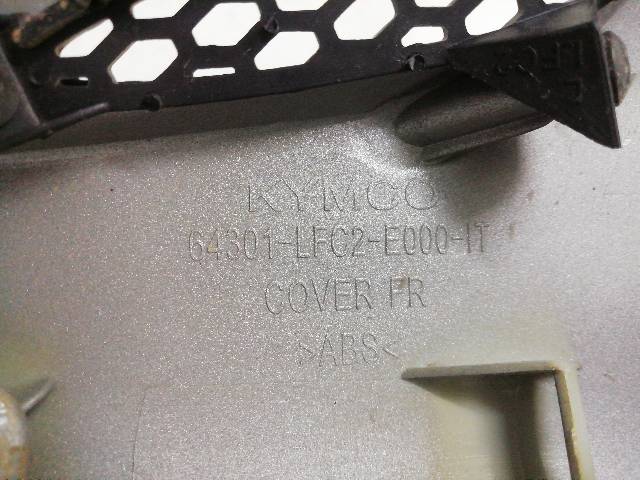 KYMCO
64301-LFC2-E000-IT
COVER FR
>ABS<